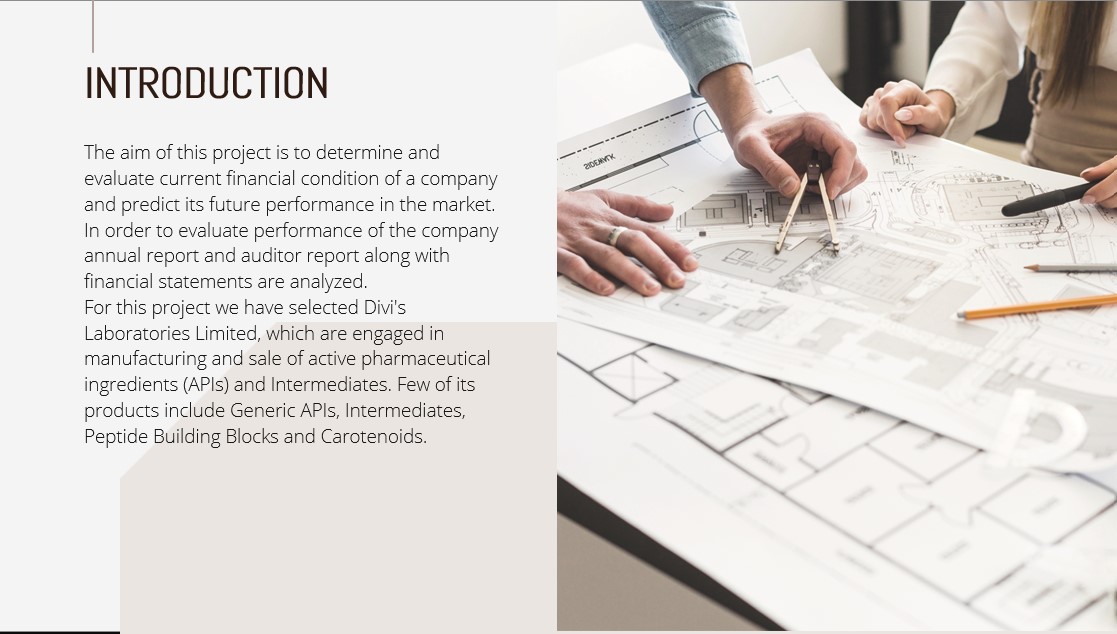 INTRODUCTION
The aim of this project is to determine and
evaluate current financial condition of a company
and predict its future performance in the market.
In order to evaluate performance of the company
annual report and auditor report along with
financial statements are analyzed.
For this project we have selected Divi's
Laboratories Limited, which are engaged in
manufacturing and sale of active pharmaceutical
ingredients (APIs) and Intermediates. Few of its
products include Generic APIs, Intermediates,
Peptide Building Blocks and Carotenoids.
SIDEWALK